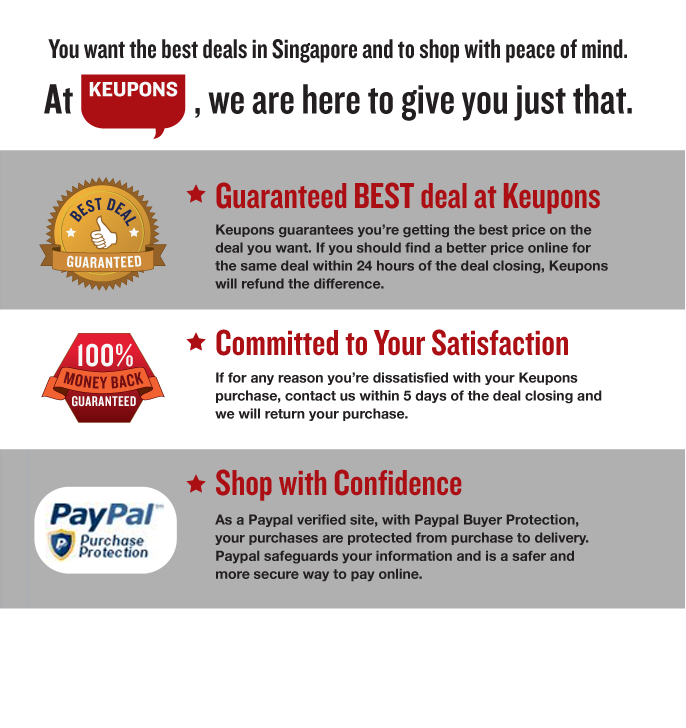 You want the best deals in Singapore and to shop with peace of mind.
At KEUPONS, we are here to give you just that.
BEST DEAL
GUARANTEED
Guaranteed BEST deal at Keupons
Keupons guarantees you're getting the best price on the
deal you want. If you should find a better price online for
the same deal within 24 hours of the deal closing, Keupons
will refund the difference.
100%
MONEY BACK
GUARANTEED
Committed to Your Satisfaction
If for any reason you're dissatisfied with your Keupons
purchase, contact us within 5 days of the deal closing and
we will return your purchase.
PayPal
Purchase
Protection
Shop with Confidence
As a Paypal verified site, with Paypal Buyer Protection,
your purchases are protected from purchase to delivery.
Paypal safeguards your information and is a safer and
more secure way to pay online.